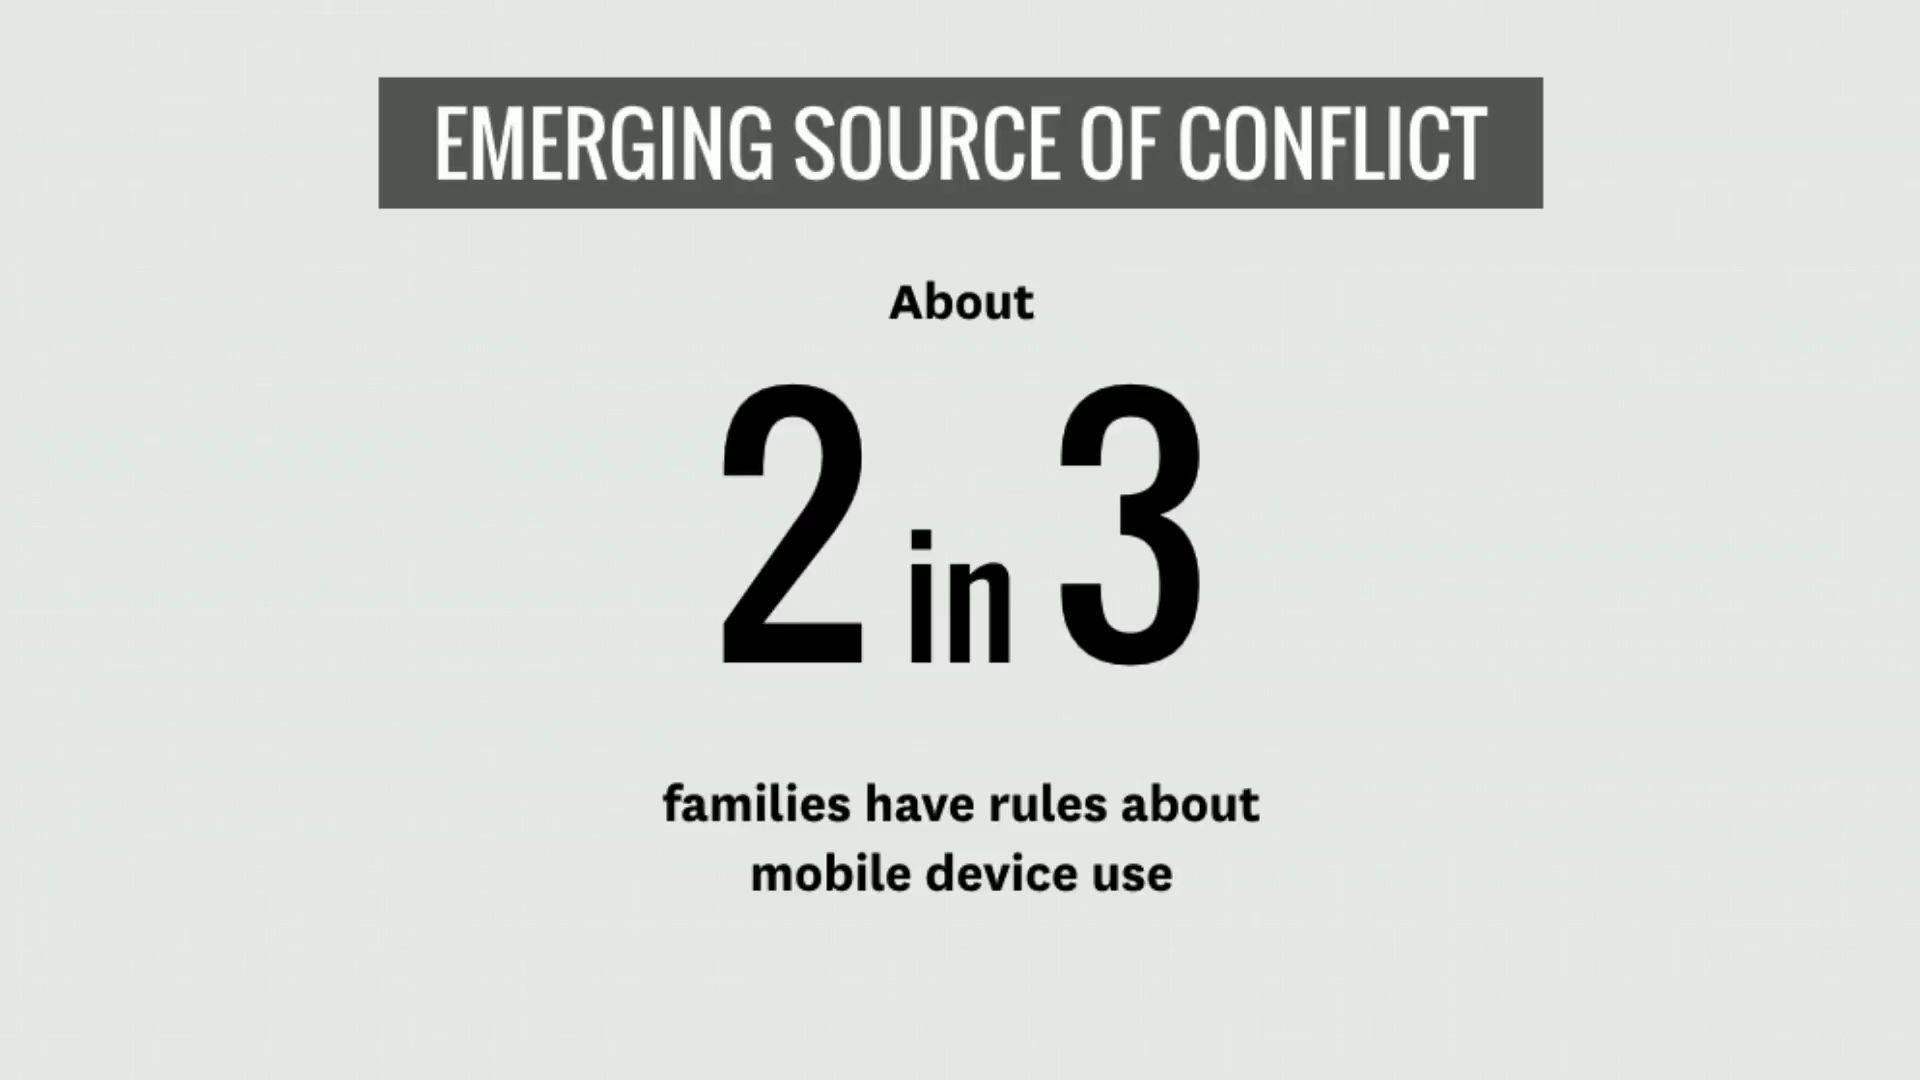 EMERGING SOURCE OF CONFLICT
About
2 in 3
families have rules about
mobile device use